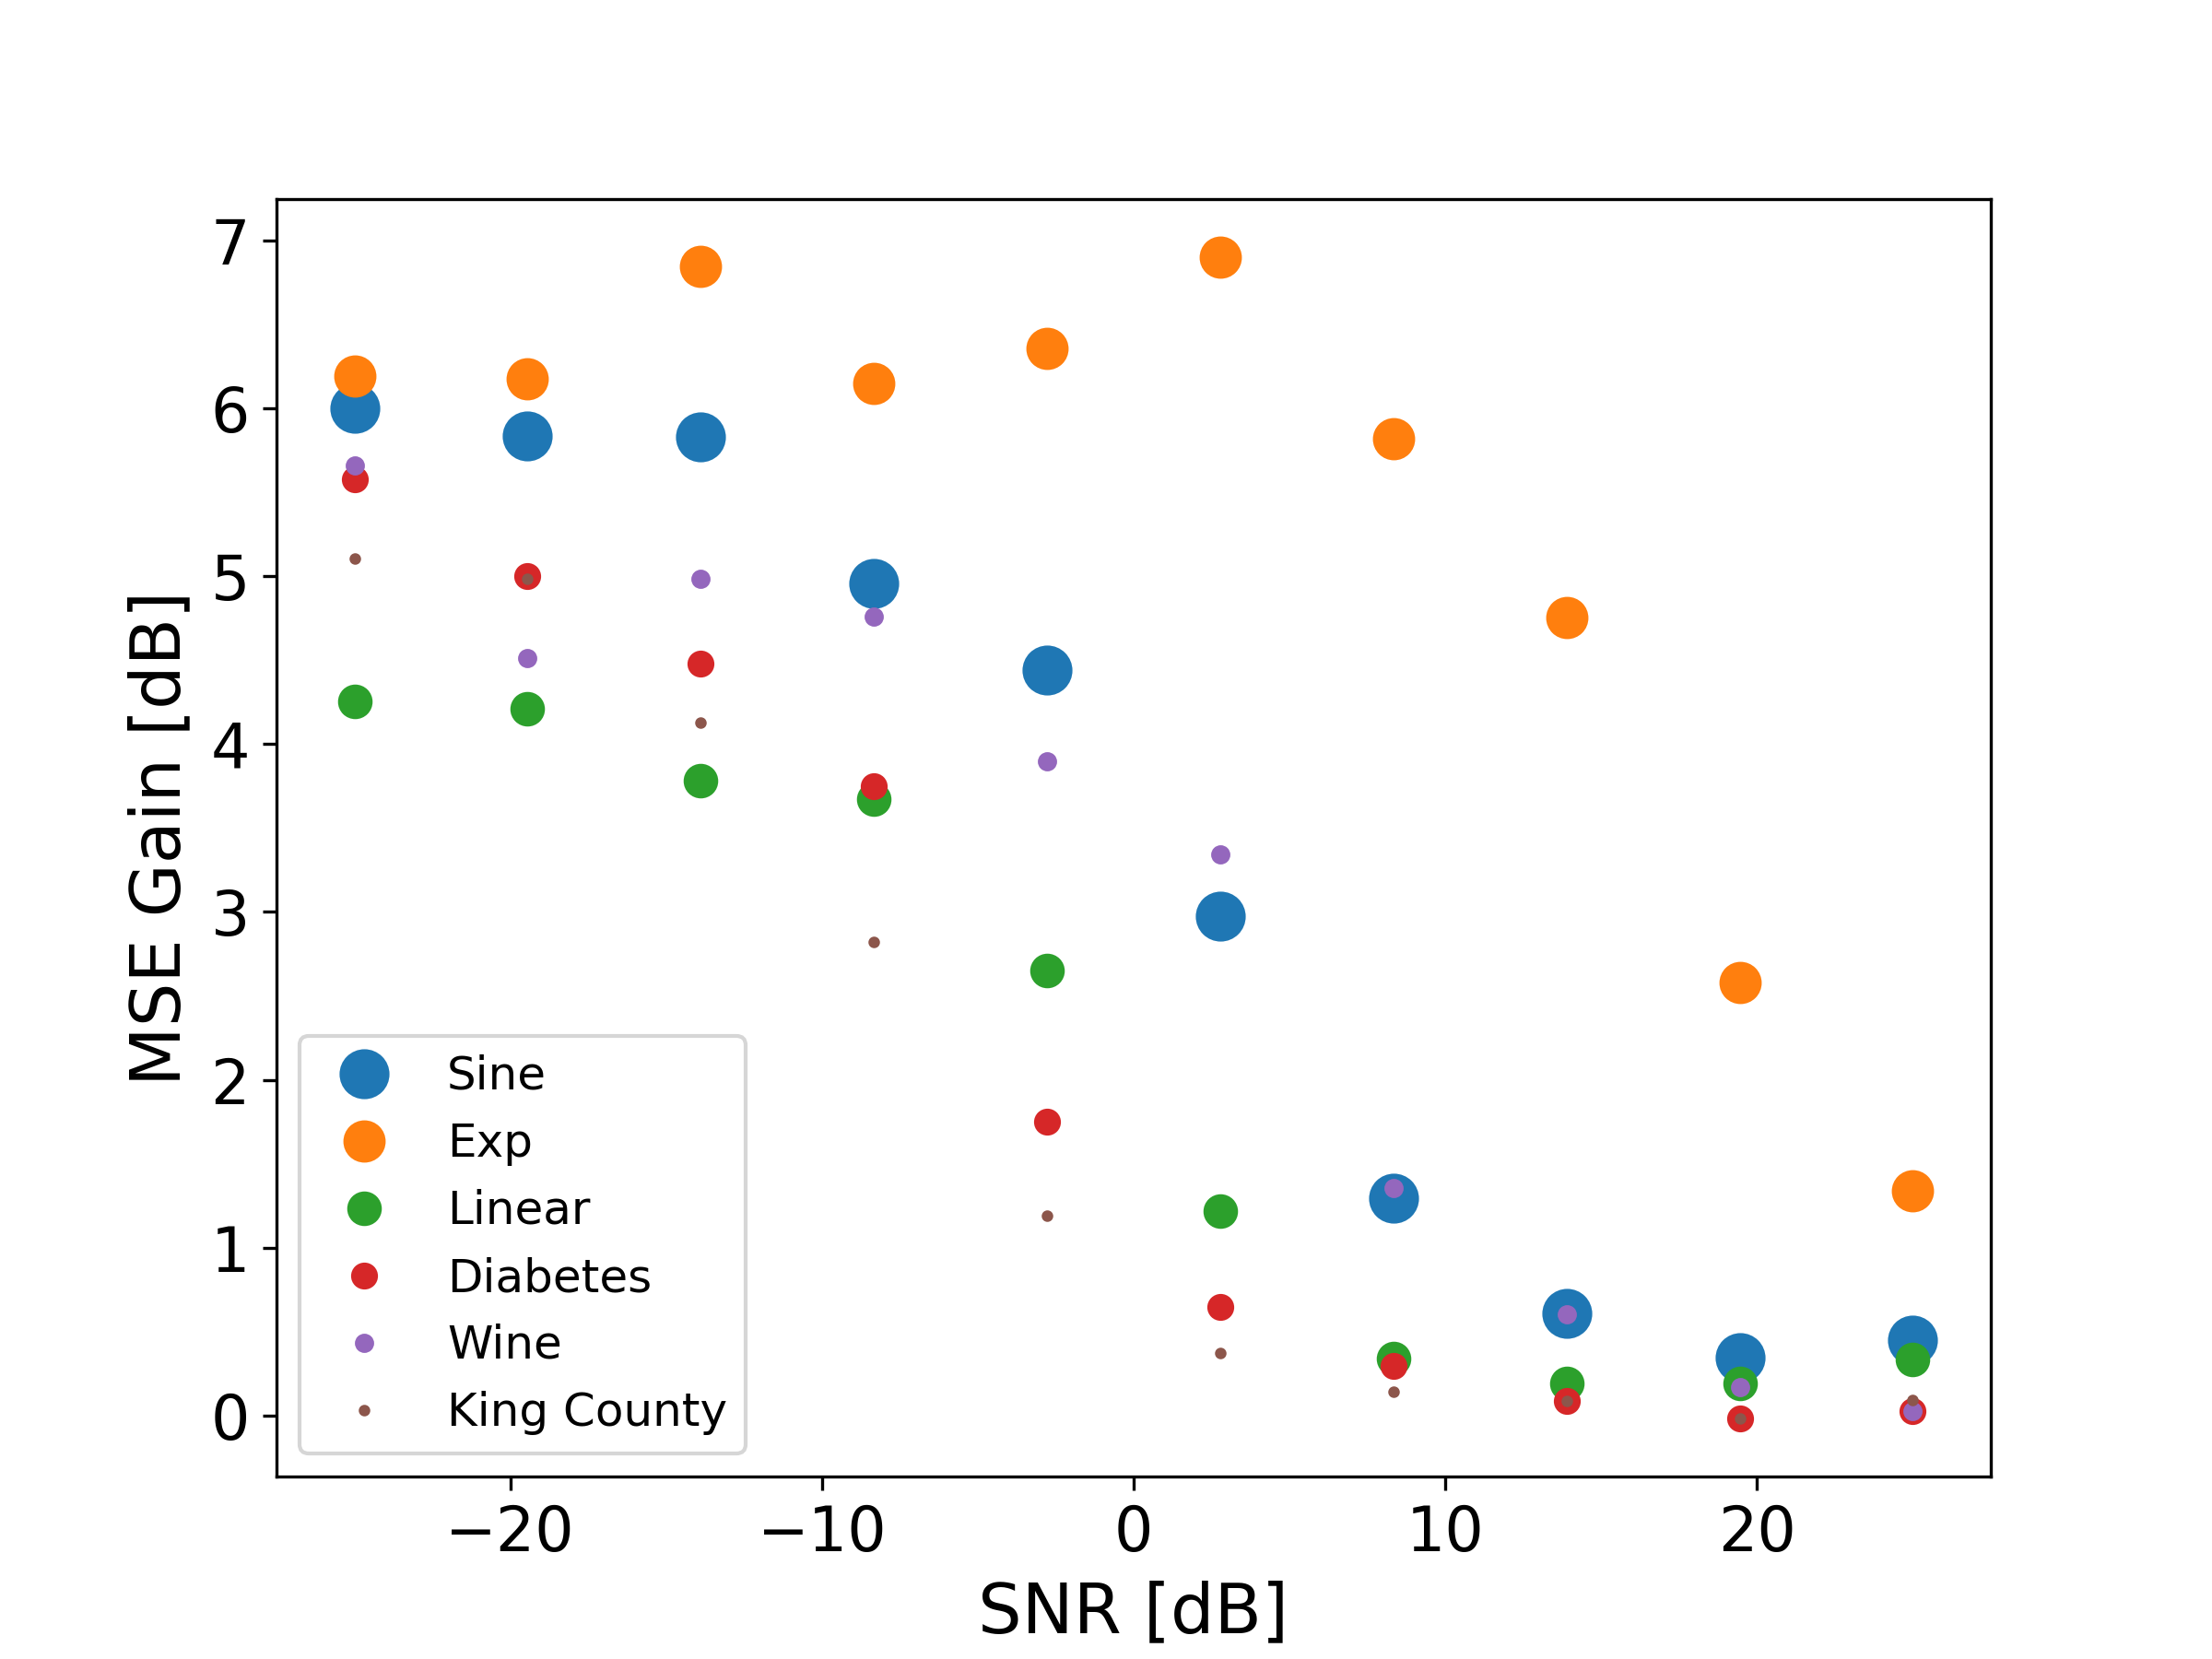 7
6
5
4
3
2
1
0
MSE Gain [dB]
Sine
Exp
Linear
Diabetes
Wine
King County
−20 −10 0 10 20
SNR [dB]